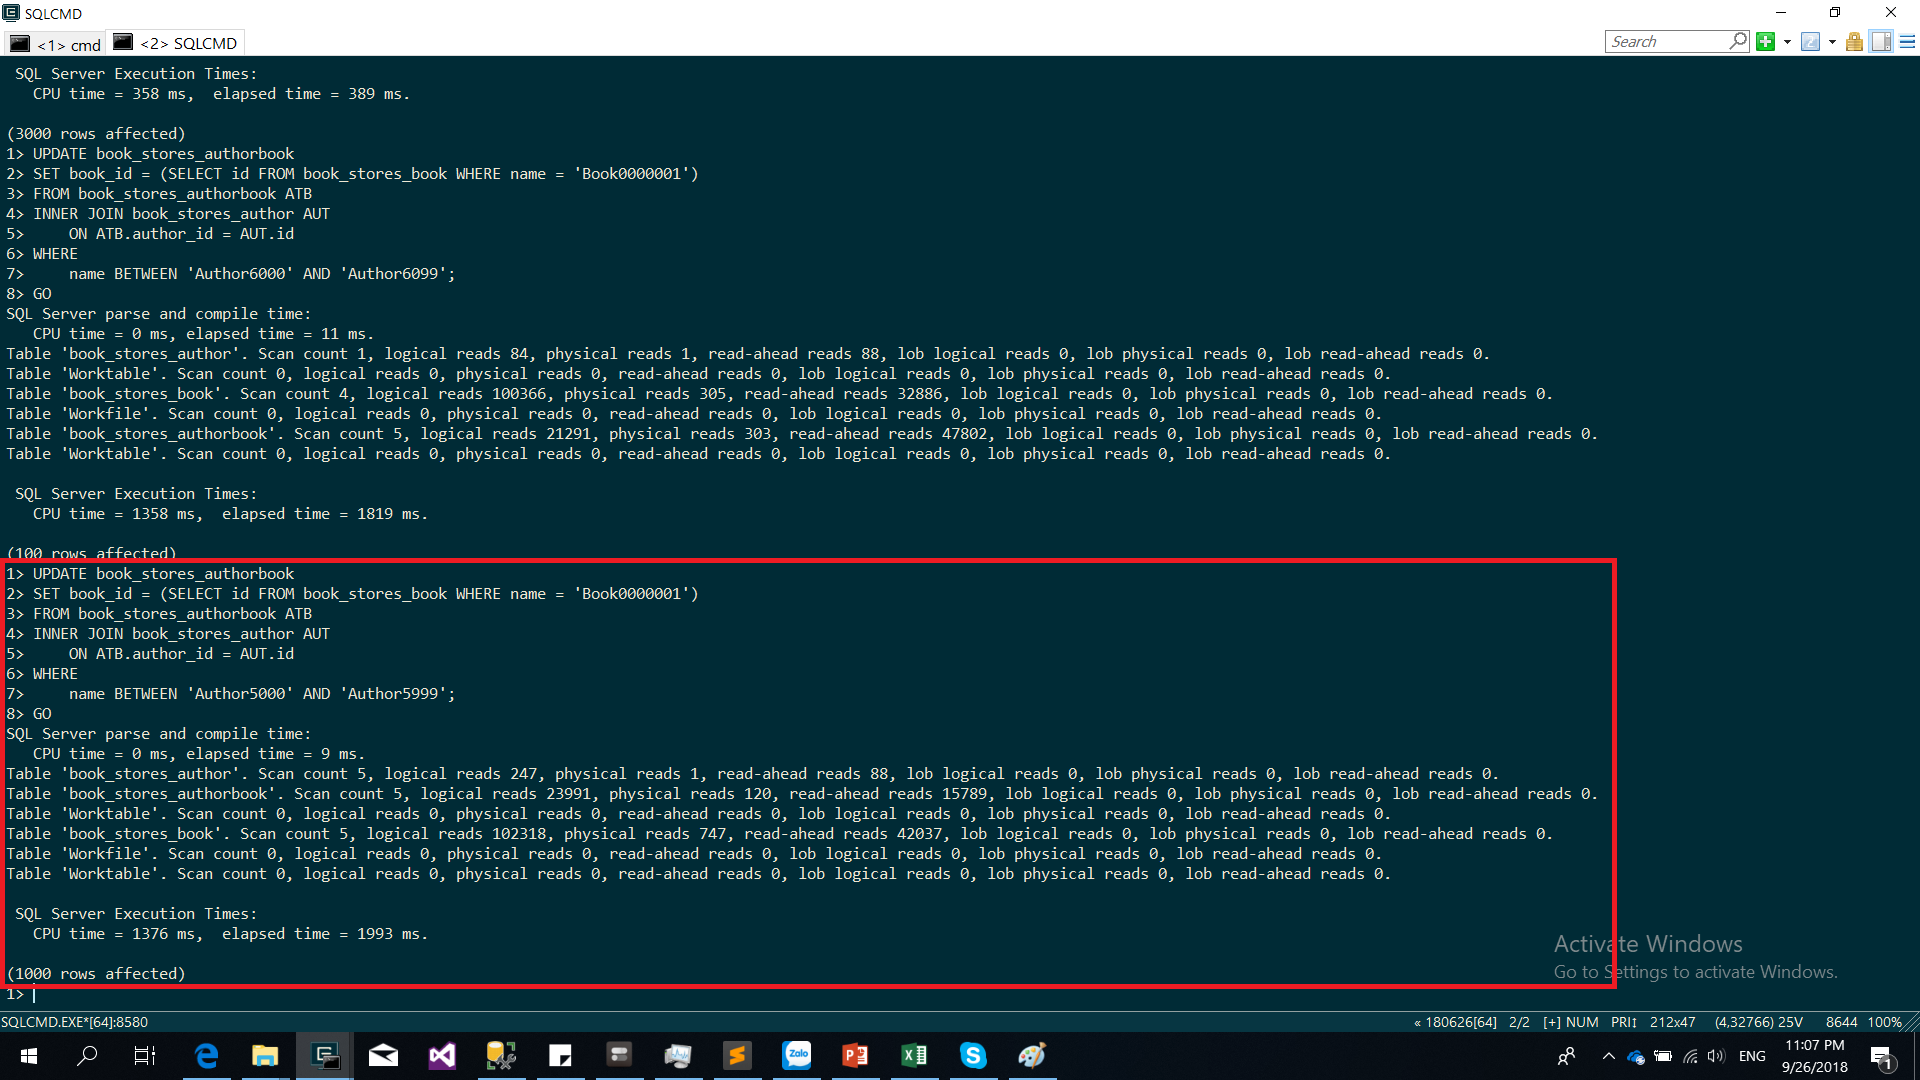 SQLCMD
<1> cmd
<2> SQLCMD
Search
SQL Server Execution Times:
CPU time = 358 ms,  elapsed time = 389 ms.
(3000 rows affected)
1> UPDATE book_stores_authorbook
2> SET book_id = (SELECT id FROM book_stores_book WHERE name = 'Book0000001')
3> FROM book_stores_authorbook ATB
4> INNER JOIN book_stores_author AUT
5>     ON ATB.author_id = AUT.id
6> WHERE
7>     name BETWEEN 'Author6000' AND 'Author6099';
8> GO
SQL Server parse and compile time:
CPU time = 0 ms, elapsed time = 11 ms.
Table 'book_stores_author'. Scan count 1, logical reads 84, physical reads 1, read-ahead reads 88, lob logical reads 0, lob physical reads 0, lob read-ahead reads 0.
Table 'Worktable'. Scan count 0, logical reads 0, physical reads 0, read-ahead reads 0, lob logical reads 0, lob physical reads 0, lob read-ahead reads 0.
Table 'book_stores_book'. Scan count 4, logical reads 100366, physical reads 305, read-ahead reads 32886, lob logical reads 0, lob physical reads 0, lob read-ahead reads 0.
Table 'Workfile'. Scan count 0, logical reads 0, physical reads 0, read-ahead reads 0, lob logical reads 0, lob physical reads 0, lob read-ahead reads 0.
Table 'book_stores_authorbook'. Scan count 5, logical reads 21291, physical reads 303, read-ahead reads 47802, lob logical reads 0, lob physical reads 0, lob read-ahead reads 0.
Table 'Worktable'. Scan count 0, logical reads 0, physical reads 0, read-ahead reads 0, lob logical reads 0, lob physical reads 0, lob read-ahead reads 0.
SQL Server Execution Times:
CPU time = 1358 ms,  elapsed time = 1819 ms.
(100 rows affected)
1> UPDATE book_stores_authorbook
2> SET book_id = (SELECT id FROM book_stores_book WHERE name = 'Book0000001')
3> FROM book_stores_authorbook ATB
4> INNER JOIN book_stores_author AUT
5>     ON ATB.author_id = AUT.id
6> WHERE
7>     name BETWEEN 'Author5000' AND 'Author5999';
8> GO
SQL Server parse and compile time:
CPU time = 0 ms, elapsed time = 9 ms.
Table 'book_stores_author'. Scan count 5, logical reads 247, physical reads 1, read-ahead reads 88, lob logical reads 0, lob physical reads 0, lob read-ahead reads 0.
Table 'book_stores_authorbook'. Scan count 5, logical reads 23991, physical reads 120, read-ahead reads 15789, lob logical reads 0, lob physical reads 0, lob read-ahead reads 0.
Table 'Worktable'. Scan count 0, logical reads 0, physical reads 0, read-ahead reads 0, lob logical reads 0, lob physical reads 0, lob read-ahead reads 0.
Table 'book_stores_book'. Scan count 5, logical reads 102318, physical reads 747, read-ahead reads 42037, lob logical reads 0, lob physical reads 0, lob read-ahead reads 0.
Table 'Workfile'. Scan count 0, logical reads 0, physical reads 0, read-ahead reads 0, lob logical reads 0, lob physical reads 0, lob read-ahead reads 0.
Table 'Worktable'. Scan count 0, logical reads 0, physical reads 0, read-ahead reads 0, lob logical reads 0, lob physical reads 0, lob read-ahead reads 0.
SQL Server Execution Times:
CPU time = 1376 ms,  elapsed time = 1993 ms.
(1000 rows affected)
1>
Activate Windows
Go to Settings to activate Windows.
SQLCMD.EXE*[64]:8580
« 180626[64] 2/2 [+] NUM PRI↕ 212x47 (4,32766) 25V 8644 100%
Zalo
ENG
11:07 PM
9/26/2018
1